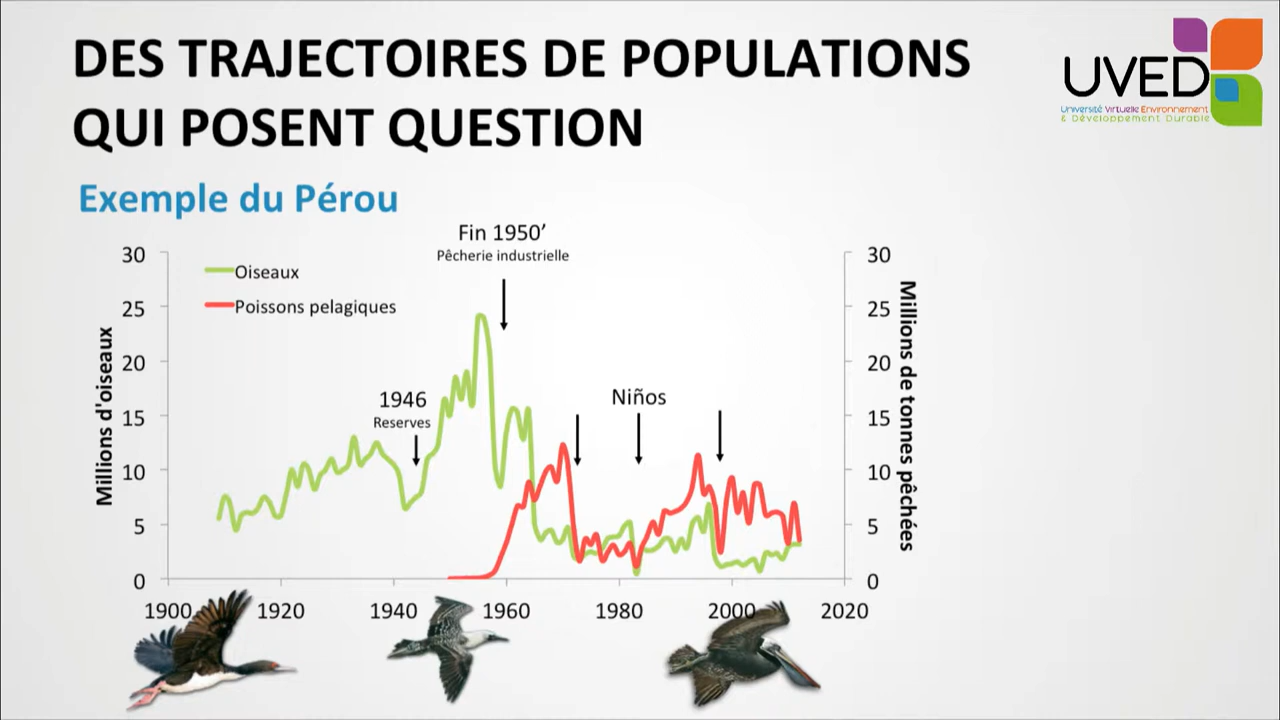 DES TRAJECTOIRES DE POPULATIONS
QUI POSENT QUESTION
UVED
Université Virtuelle Environnement
& Développement Durable
Exemple du Pérou
Fin 1950’
Pêcherie industrielle
Oiseaux
Poissons pelagiques
1946
Reserves
Niños
Millions d'oiseaux
30
25
20
15
10
5
0
30
25
20
15
10
5
0
Millions de tonnes pêchées
1900 1920 1940 1960 1980 2000 2020